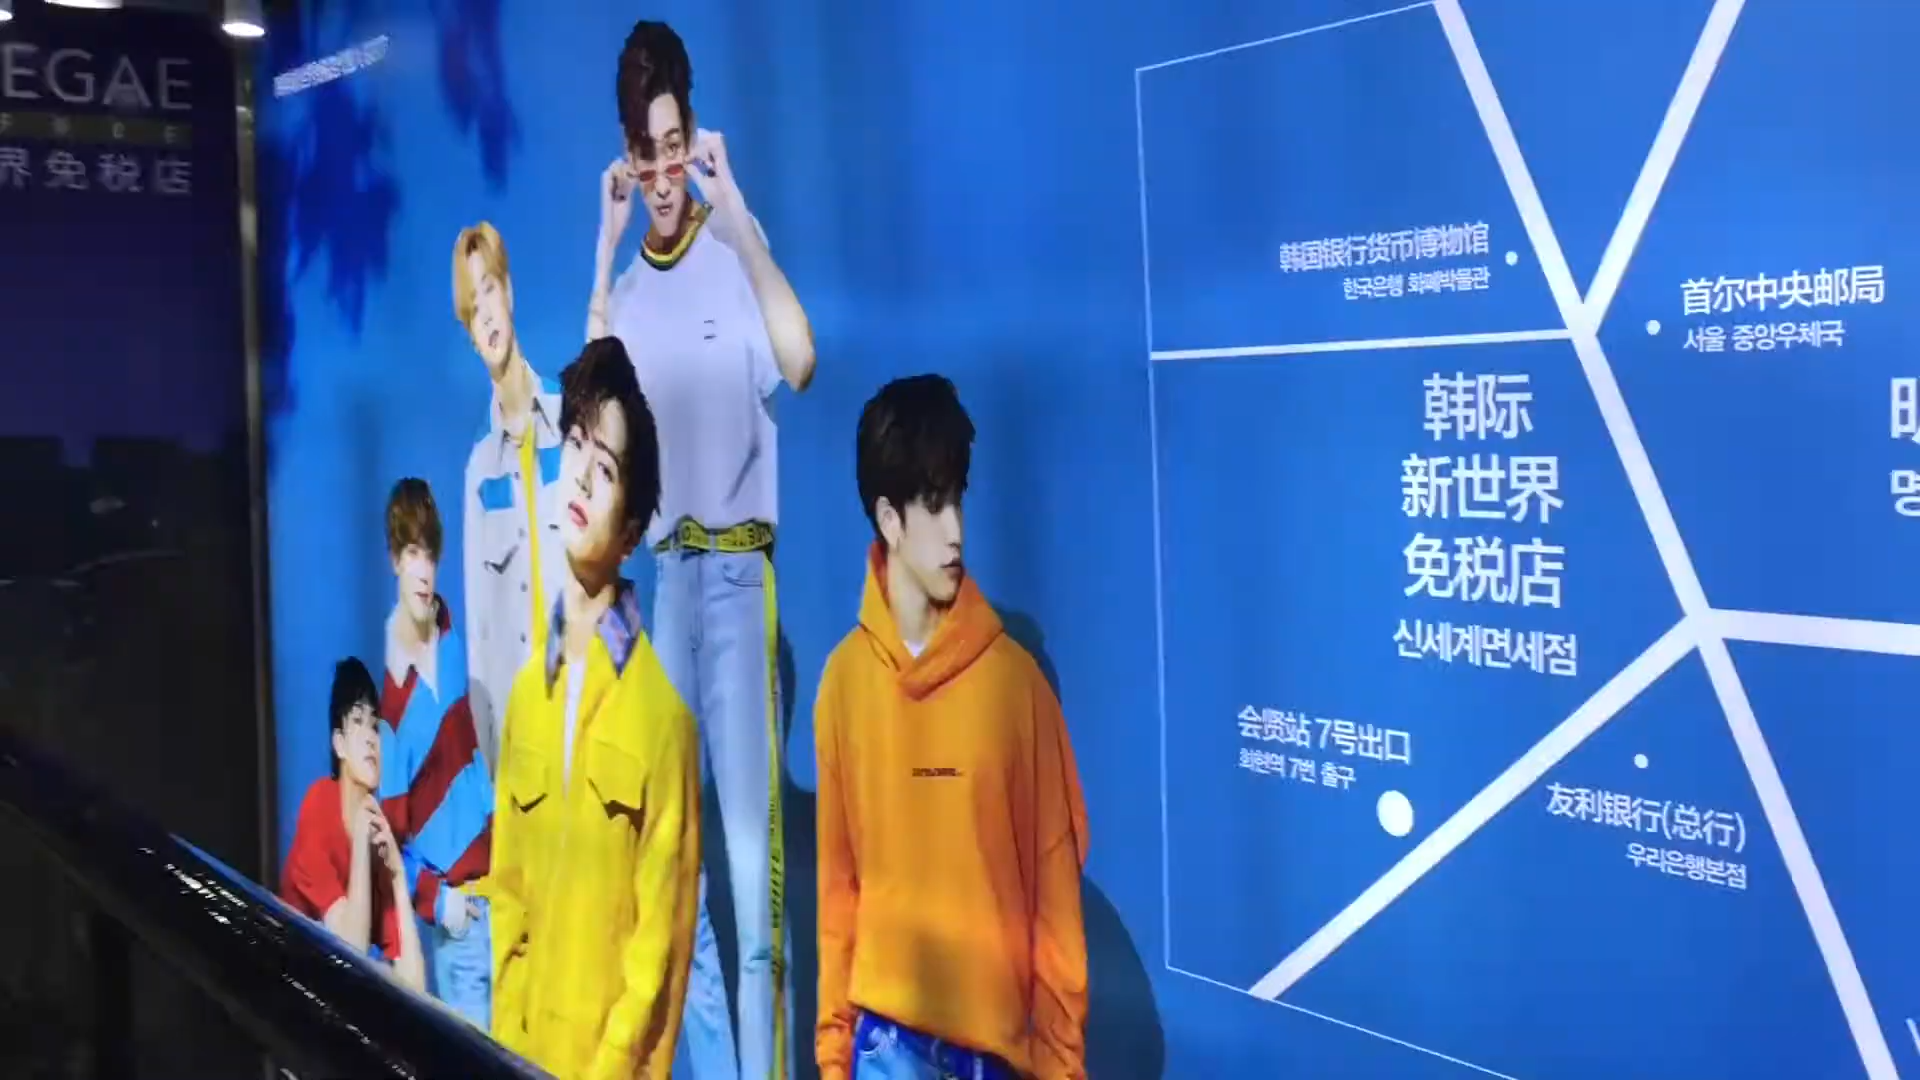 EGAE
界免税店
韩国银行货币博物馆
한국은행 화폐박물관
首尔中央邮局
서울 중앙우체국
韩际
新世界
免税店
신세계면세점
会贤站 7号出口
회현역 7번 출구
友利银行(总行)
우리은행본점
명
WHITE